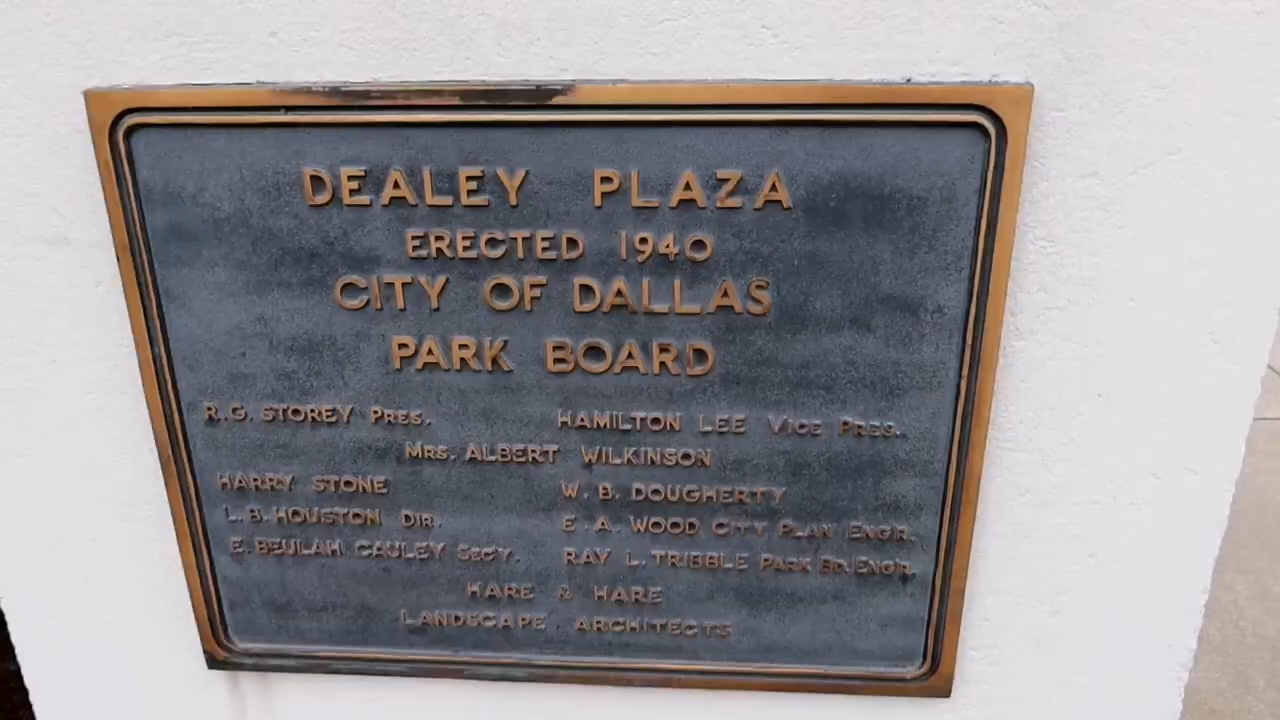 DEALEY PLAZA
ERECTED 1940
CITY OF DALLAS
PARK BOARD
R.G. STOREY PRES. HAMILTON LEE VICE PRES.
MRS. ALBERT WILKINSON
HARRY STONE W. B. DOUGHERTY
L. B. HOUSTON DIR. E. A. WOOD CITY PLAN ENGR.
E. BEULAH CAULEY SECY. RAY L. TRIBBLE PARK BD. ENGR.
HARE & HARE
LANDSCAPE ARCHITECTS